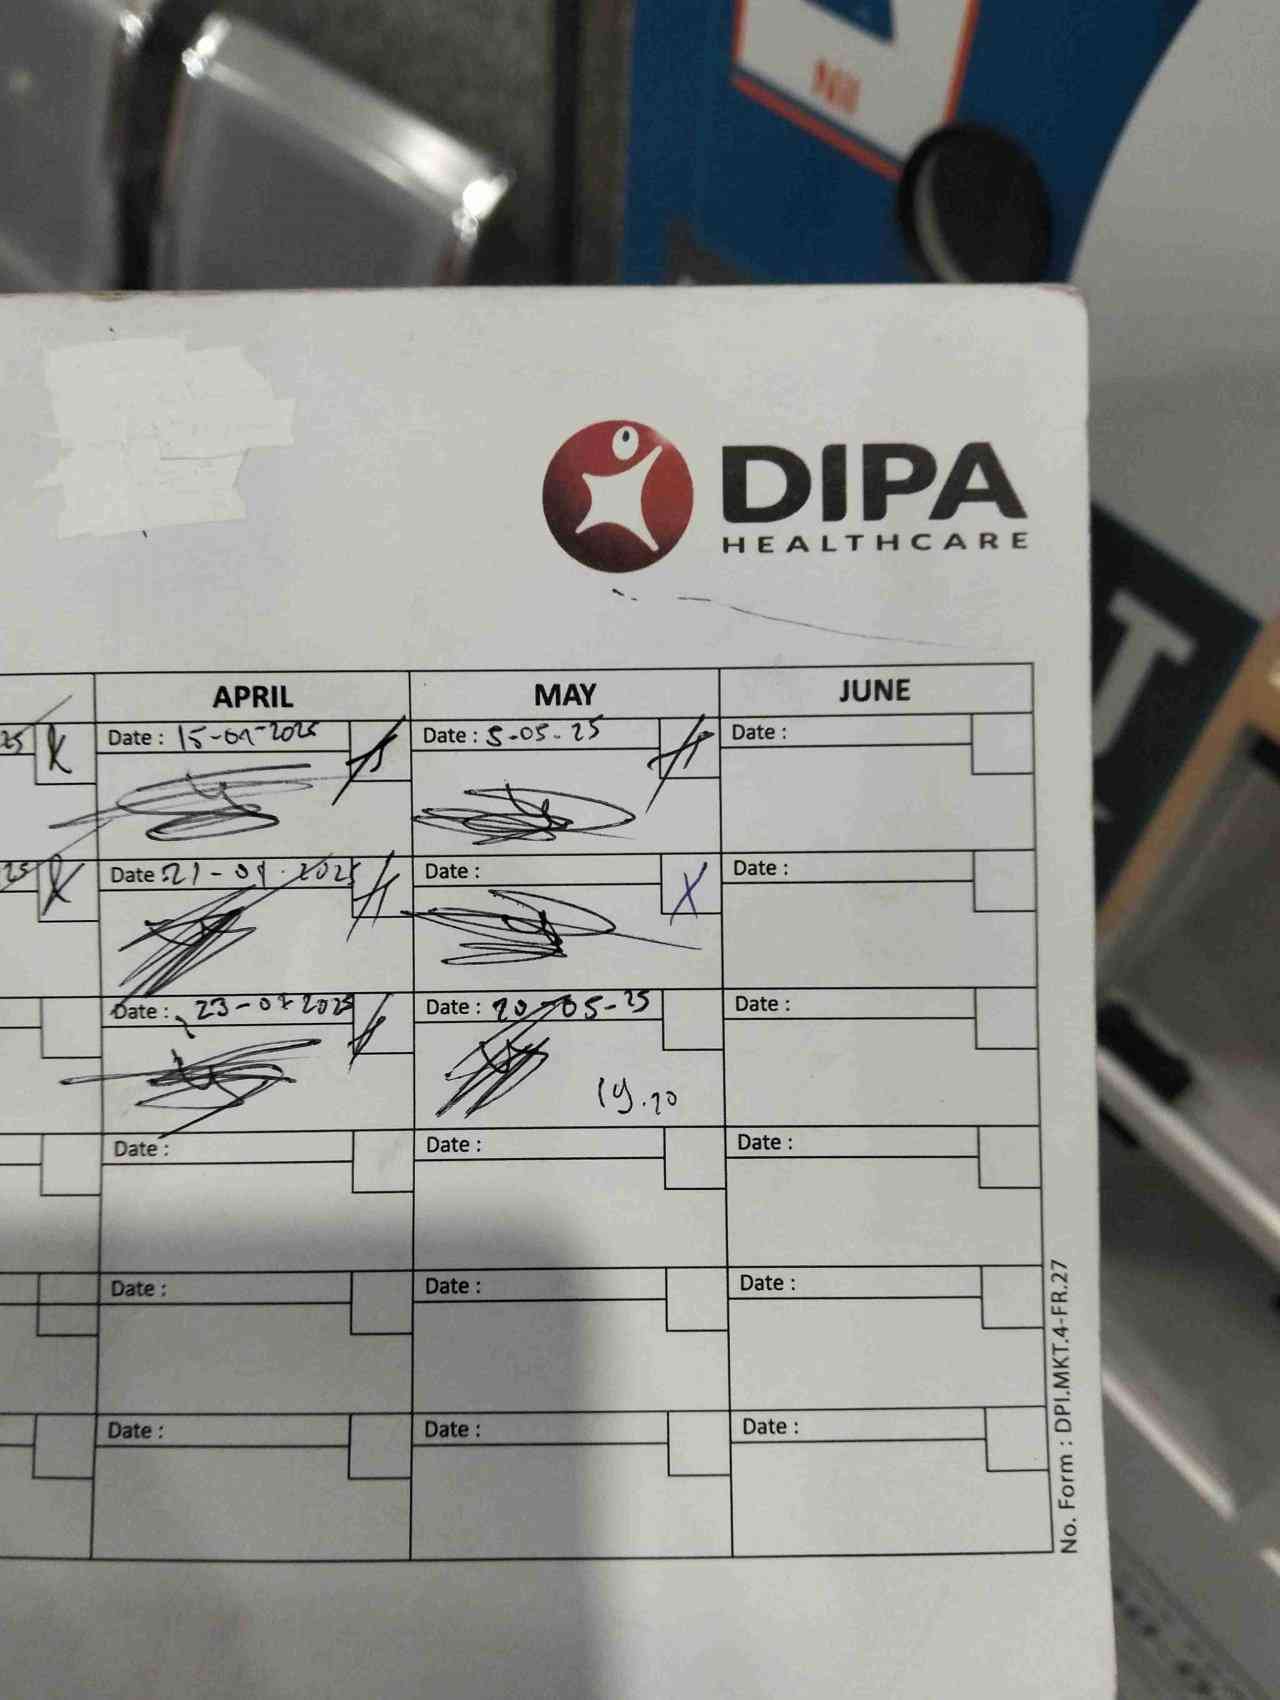 DIPA
HEALTHCARE
APRIL MAY JUNE
25 Date : 15-04-2025 Date : 5-05-25 Date :
25 Date : 21-04-2025 Date : X Date :
Date : 23-04-2025 Date : 20-05-25 Date :
19.20
Date : Date : Date :
Date : Date : Date :
Date : Date : Date :
No. Form : DPI.MKT.4-FR.27